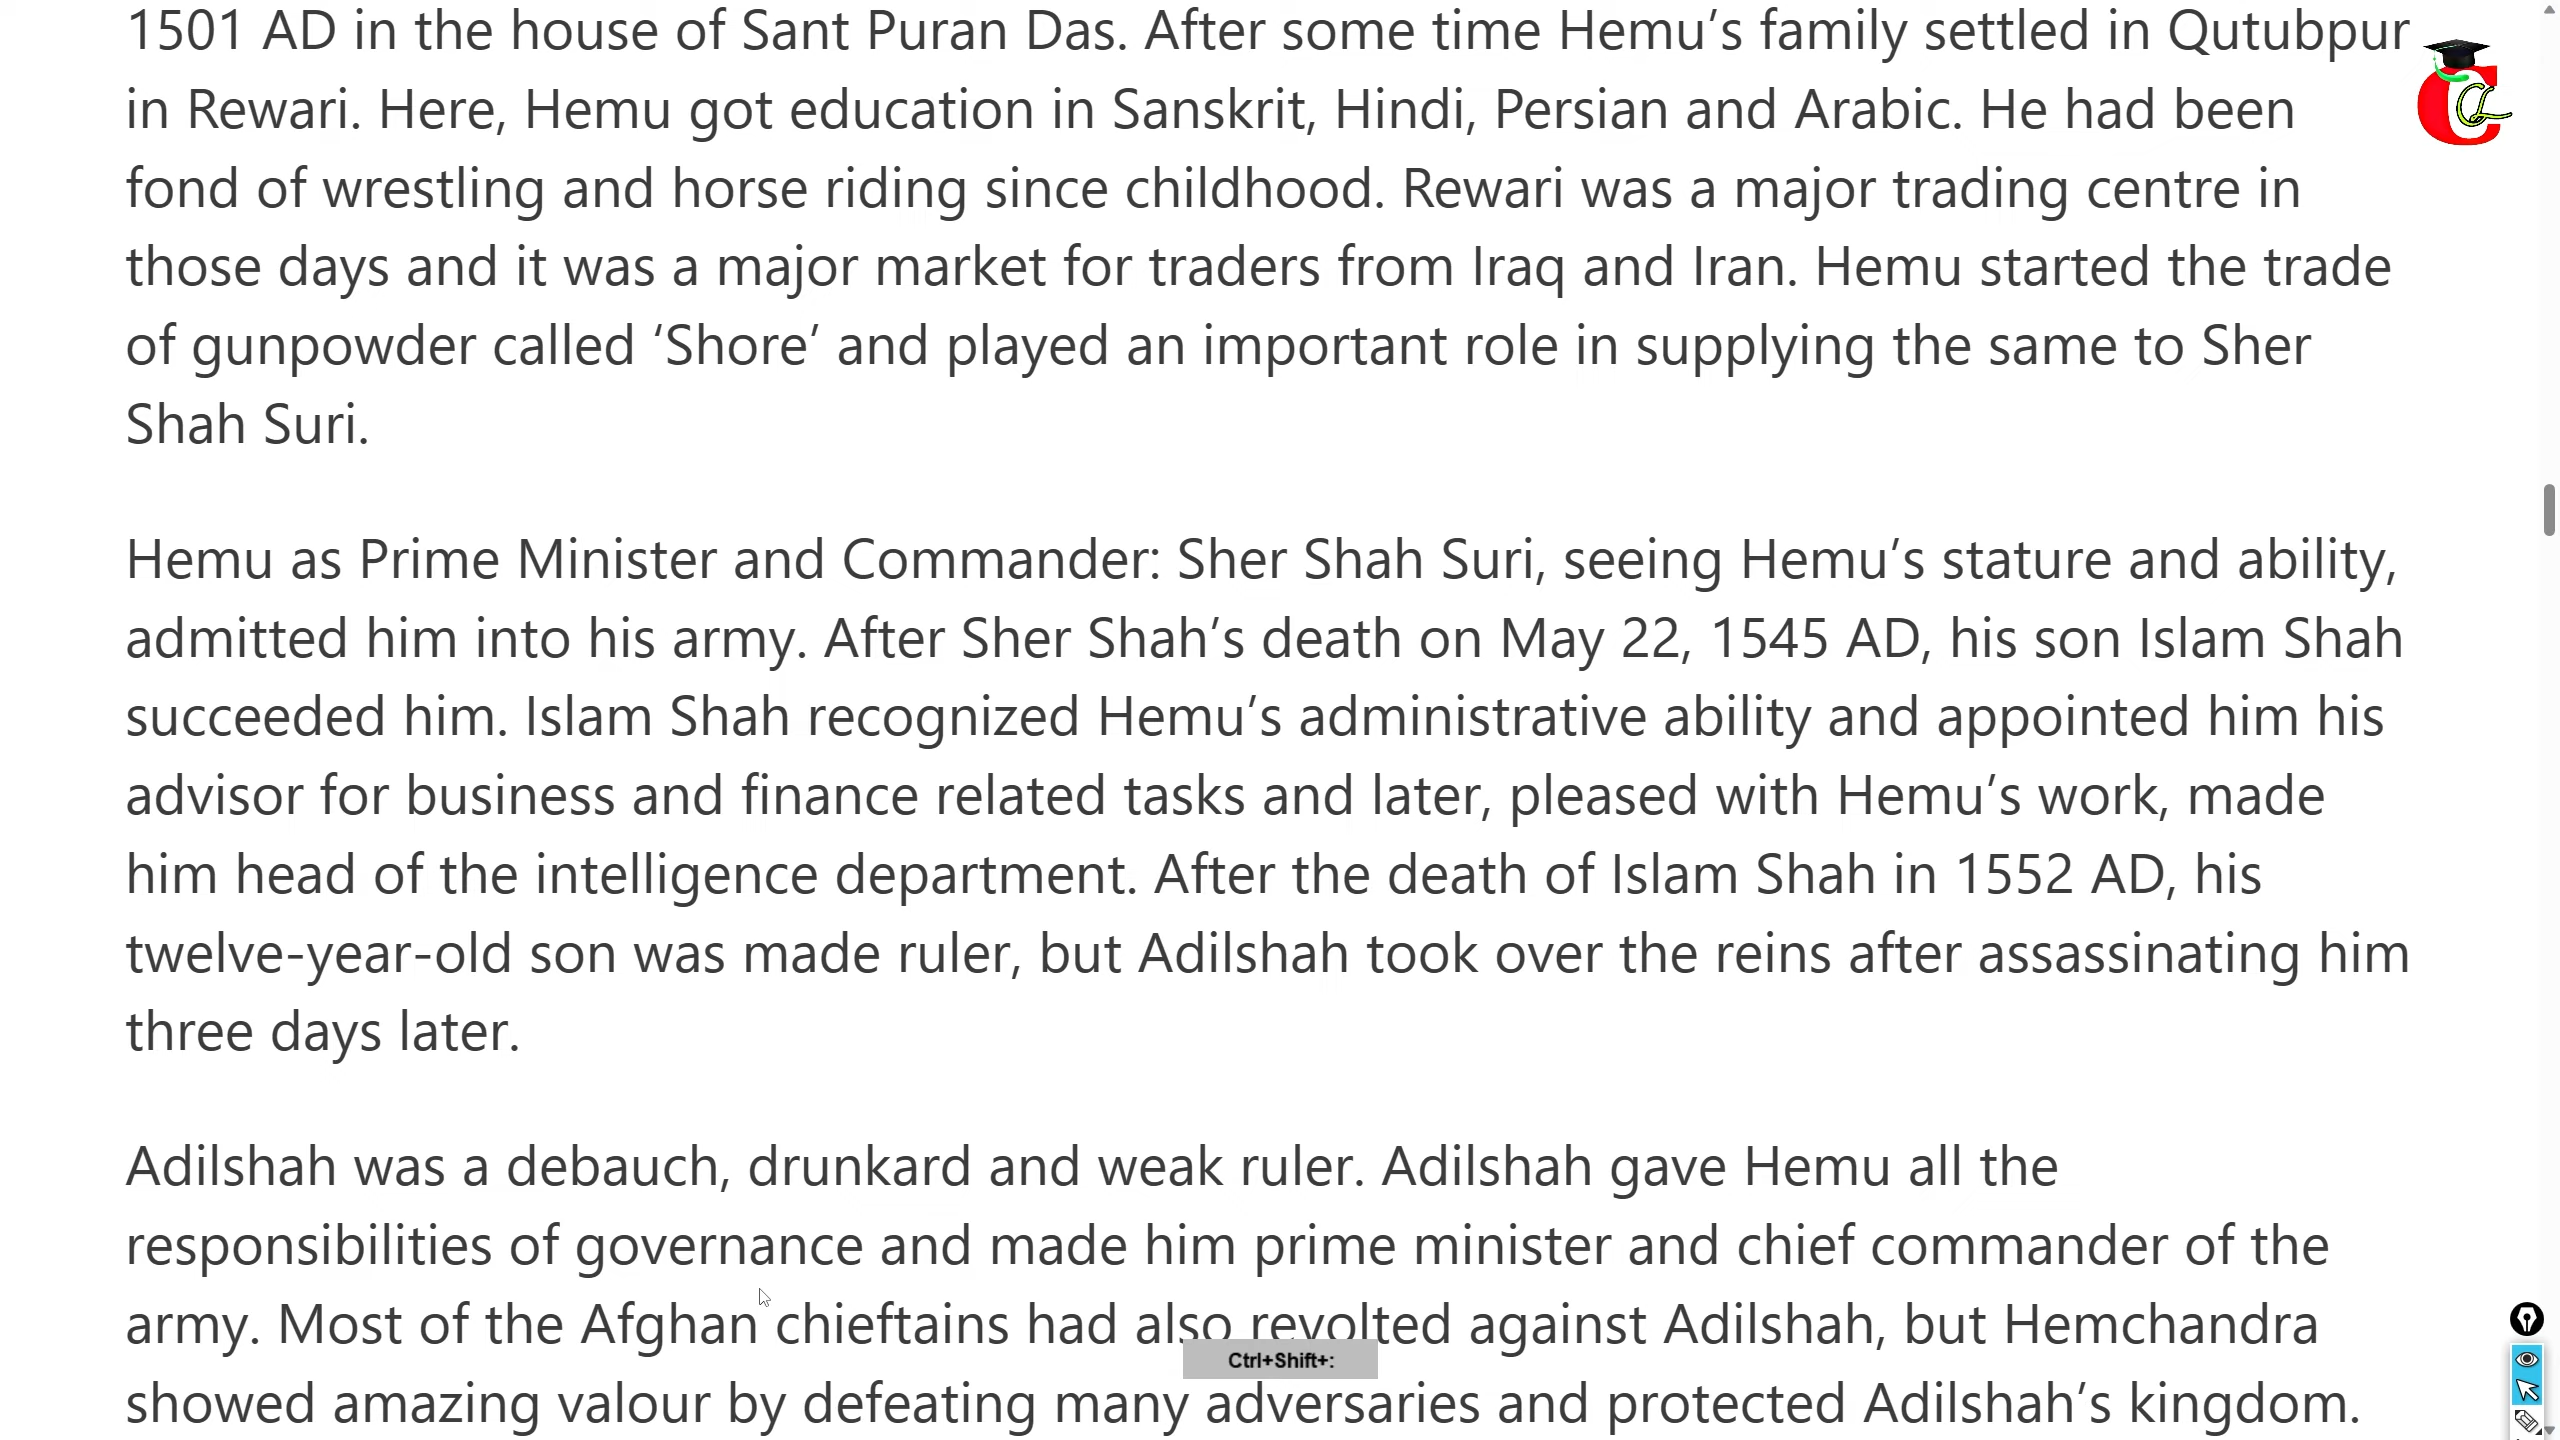 1501 AD in the house of Sant Puran Das. After some time Hemu’s family settled in Qutubpur
in Rewari. Here, Hemu got education in Sanskrit, Hindi, Persian and Arabic. He had been
fond of wrestling and horse riding since childhood. Rewari was a major trading centre in
those days and it was a major market for traders from Iraq and Iran. Hemu started the trade
of gunpowder called ‘Shore’ and played an important role in supplying the same to Sher
Shah Suri.
Hemu as Prime Minister and Commander: Sher Shah Suri, seeing Hemu’s stature and ability,
admitted him into his army. After Sher Shah’s death on May 22, 1545 AD, his son Islam Shah
succeeded him. Islam Shah recognized Hemu’s administrative ability and appointed him his
advisor for business and finance related tasks and later, pleased with Hemu’s work, made
him head of the intelligence department. After the death of Islam Shah in 1552 AD, his
twelve-year-old son was made ruler, but Adilshah took over the reins after assassinating him
three days later.
Adilshah was a debauch, drunkard and weak ruler. Adilshah gave Hemu all the
responsibilities of governance and made him prime minister and chief commander of the
army. Most of the Afghan chieftains had also revolted against Adilshah, but Hemchandra
Ctrl+Shift+:
showed amazing valour by defeating many adversaries and protected Adilshah’s kingdom.